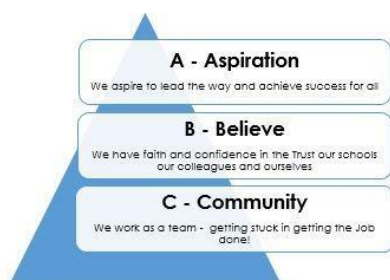 A - Aspiration
We aspire to lead the way and achieve success for all
B - Believe
We have faith and confidence in the Trust our schools
our colleagues and ourselves
C - Community
We work as a team - getting stuck in getting the Job
done!